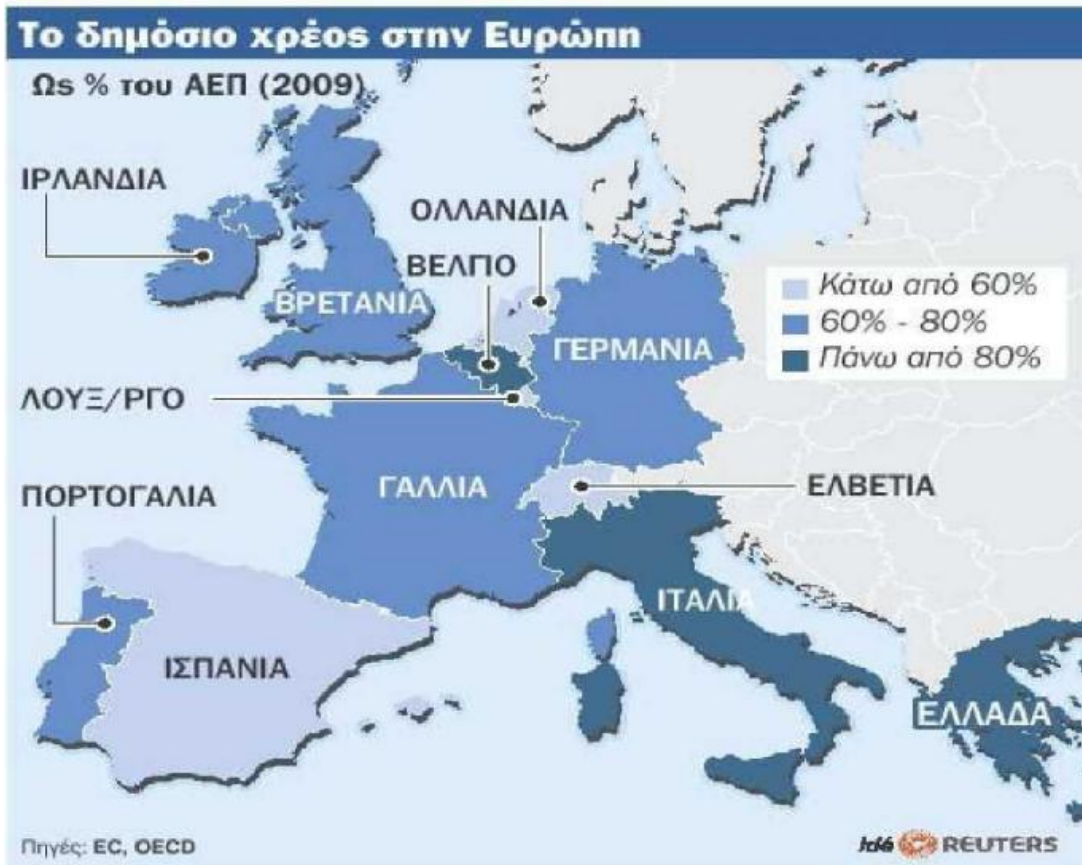 Το δημόσιο χρέος στην Ευρώπη
Ως % του ΑΕΠ (2009)
ΙΡΛΑΝΔΙΑ
ΟΛΛΑΝΔΙΑ
ΒΕΛΓΙΟ
ΒΡΕΤΑΝΙΑ
ΓΕΡΜΑΝΙΑ
Κάτω από 60%
60% - 80%
Πάνω από 80%
ΛΟΥΞ/ΡΓΟ
ΠΟΡΤΟΓΑΛΙΑ
ΓΑΛΛΙΑ
ΕΛΒΕΤΙΑ
ΙΤΑΛΙΑ
ΙΣΠΑΝΙΑ
ΕΛΛΑΔΑ
Πηγές: EC, OECD
REUTERS